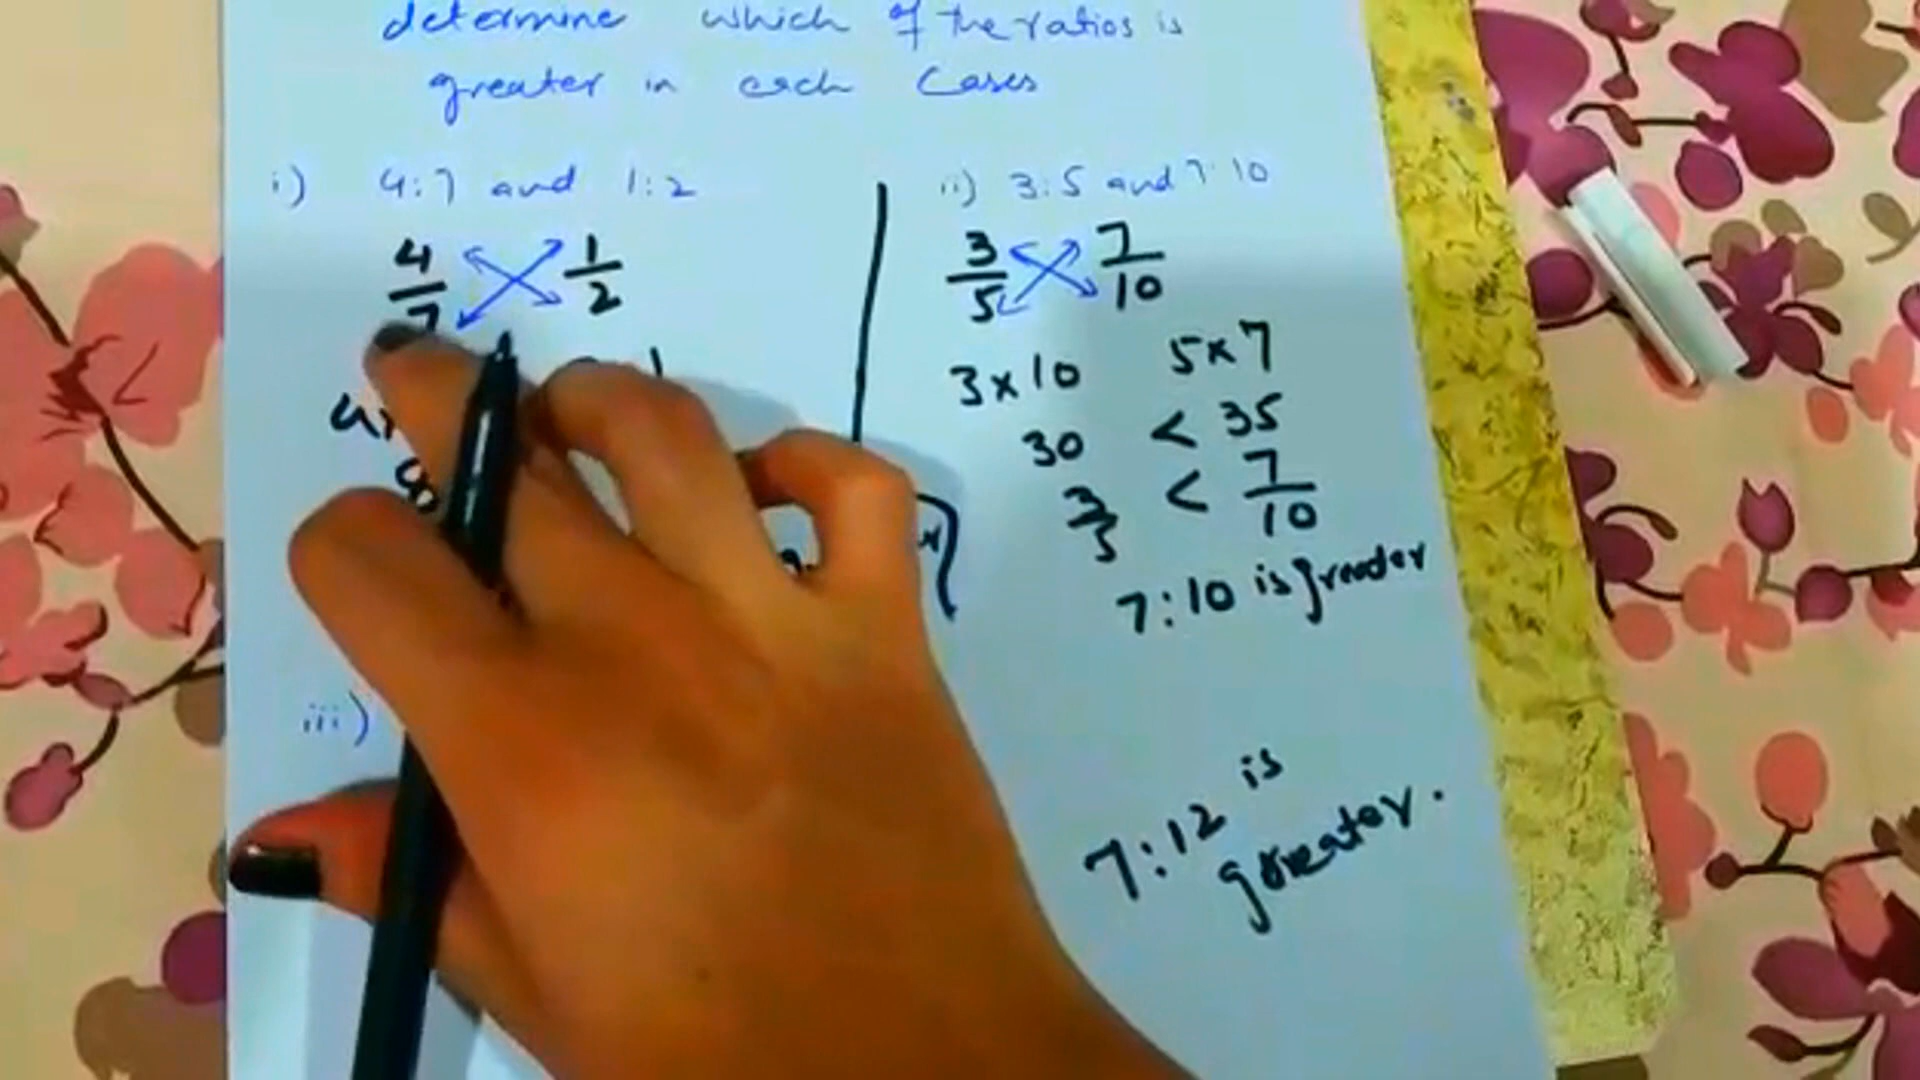 determine which of the ratios is
greater in each Cases
i) 4:7 and 1:2
4/7 1/2
8
iii)
ii) 3:5 and 7:10
3/5 7/10
3x10 5x7
30 < 35
3/5 < 7/10
7:10 is greater
7:12 is
greater.